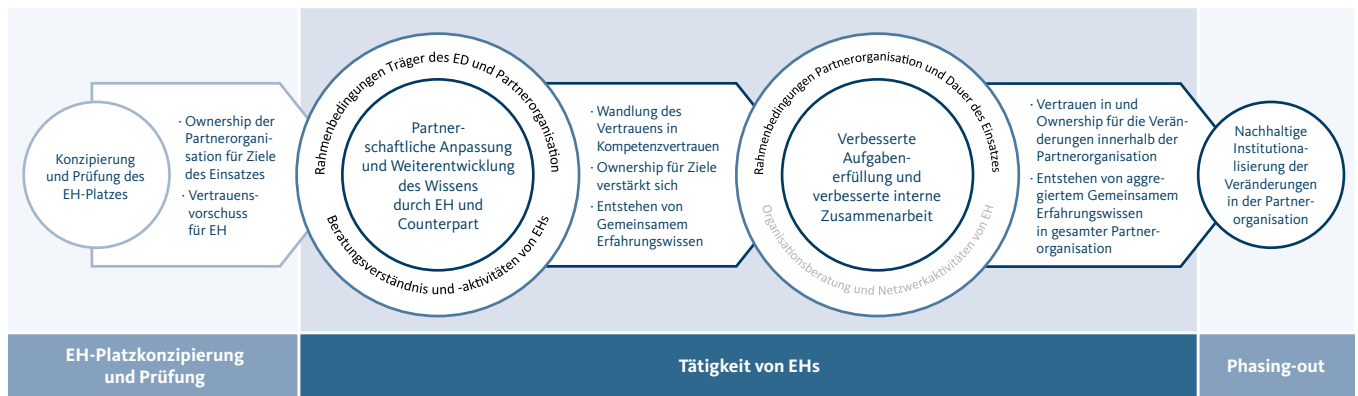 Konzipierung
und Prüfung des
EH-Platzes
· Ownership der
Partnerorgani-
sation für Ziele
des Einsatzes
· Vertrauens-
vorschuss
für EH
Rahmenbedingungen Träger des ED und Partnerorganisation
Partner-
schaftliche Anpassung
und Weiterentwicklung
des Wissens
durch EH und
Counterpart
Beratungsverständnis und -aktivitäten von EHs
· Wandlung des
Vertrauens in
Kompetenzvertrauen
· Ownership für Ziele
verstärkt sich
· Entstehen von
Gemeinsamem
Erfahrungswissen
Rahmenbedingungen Partnerorganisation und Dauer des Einsatzes
Verbesserte
Aufgaben-
erfüllung und
verbesserte interne
Zusammenarbeit
Organisationsberatung und Netzwerkaktivitäten von EH
· Vertrauen in und
Ownership für die Verän-
derungen innerhalb der
Partnerorganisation
· Entstehen von aggre-
giertem Gemeinsamem
Erfahrungswissen
in gesamter Partner-
organisation
Nachhaltige
Institutiona-
lisierung der
Veränderungen
in der Partner-
organisation
EH-Platzkonzipierung
und Prüfung
Tätigkeit von EHs
Phasing-out